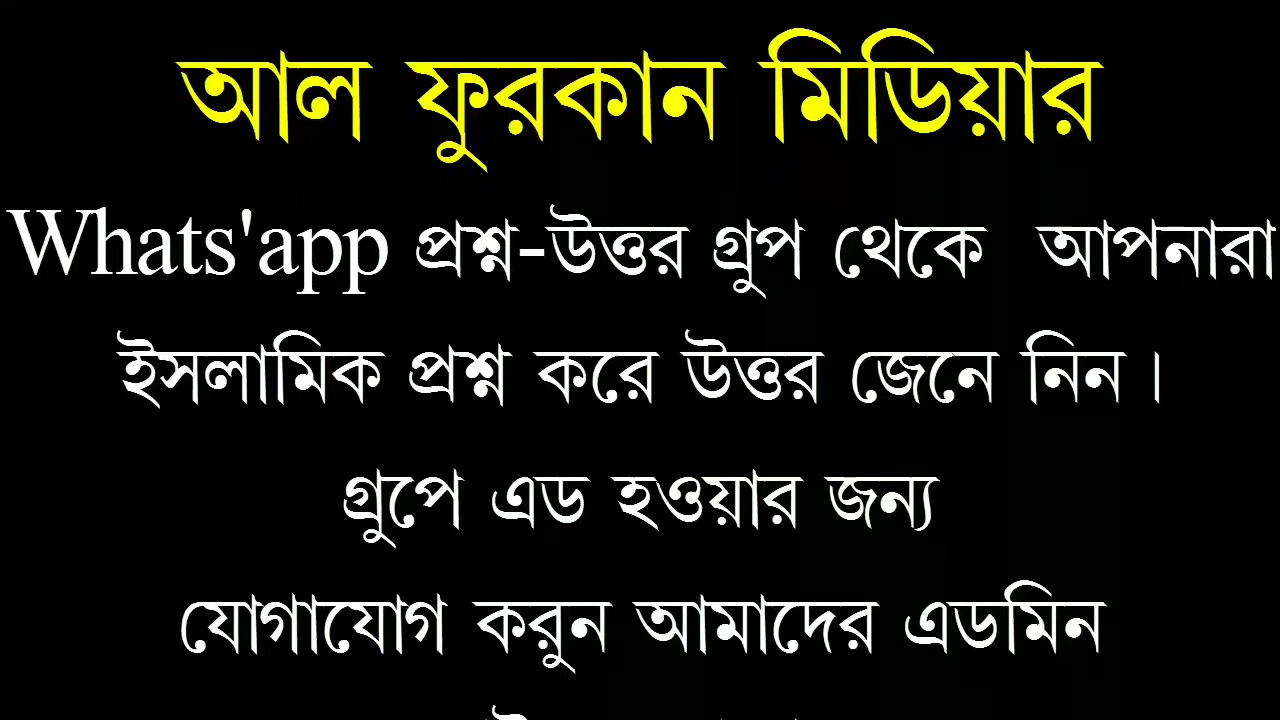 আল ফুরকান মিডিয়ার
Whats'app প্রশ্ন-উত্তর গ্রুপ থেকে আপনারা
ইসলামিক প্রশ্ন করে উত্তর জেনে নিন।
গ্রুপে এড হওয়ার জন্য
যোগাযোগ করুন আমাদের এডমিন